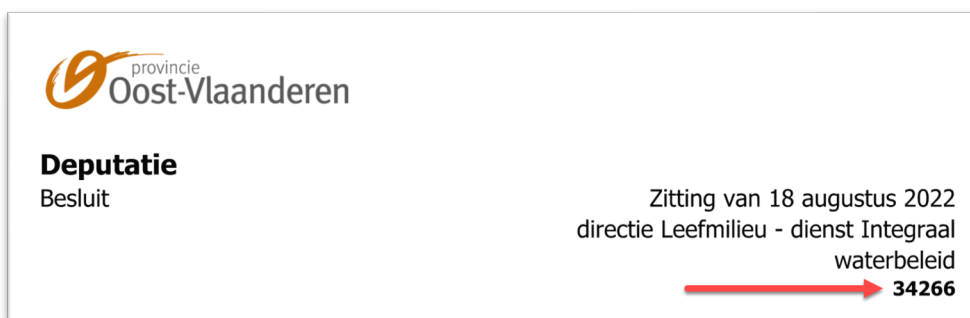 provincie
Oost-Vlaanderen
Deputatie
Besluit
Zitting van 18 augustus 2022
directie Leefmilieu - dienst Integraal
waterbeleid
34266